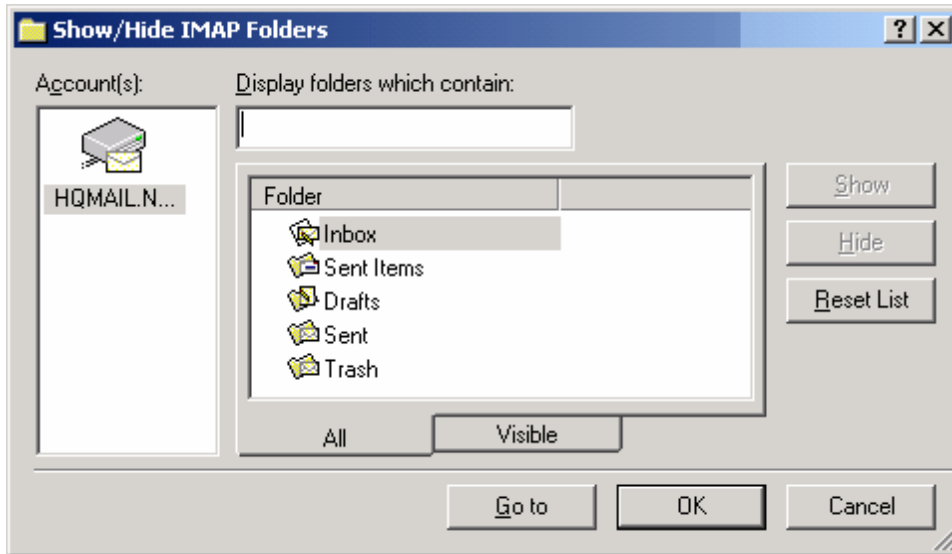 Show/Hide IMAP Folders
Account(s):
Display folders which contain:
HQMAIL.N...
Folder
Inbox
Sent Items
Drafts
Sent
Trash
All
Visible
Show
Hide
Reset List
Go to
OK
Cancel